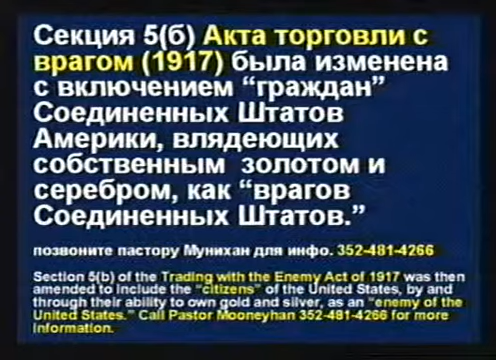 Секция 5(б) Акта торговли с
врагом (1917) была изменена
с включением “граждан”
Соединенных Штатов
Америки, влядеющих
собственным золотом и
серебром, как “врагов
Соединенных Штатов.”
позвоните пастору Мунихан для инфо. 352-481-4266
Section 5(b) of the Trading with the Enemy Act of 1917 was then
amended to include the “citizens” of the United States, by and
through their ability to own gold and silver, as an “enemy of the
United States.” Call Pastor Mooneyhan 352-481-4266 for more
information.